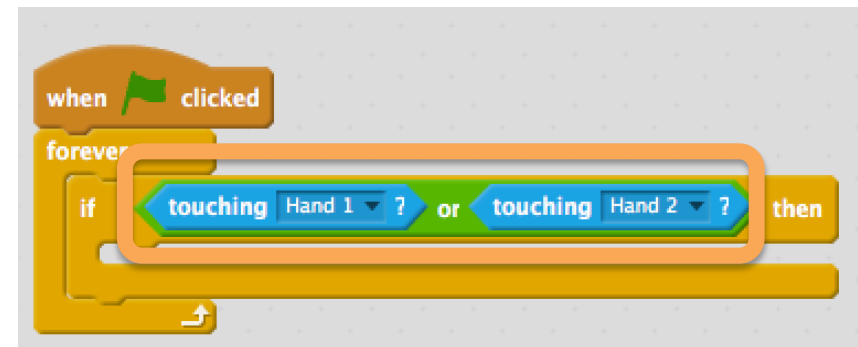 when clicked
forever
if touching Hand 1 ? or touching Hand 2 ? then